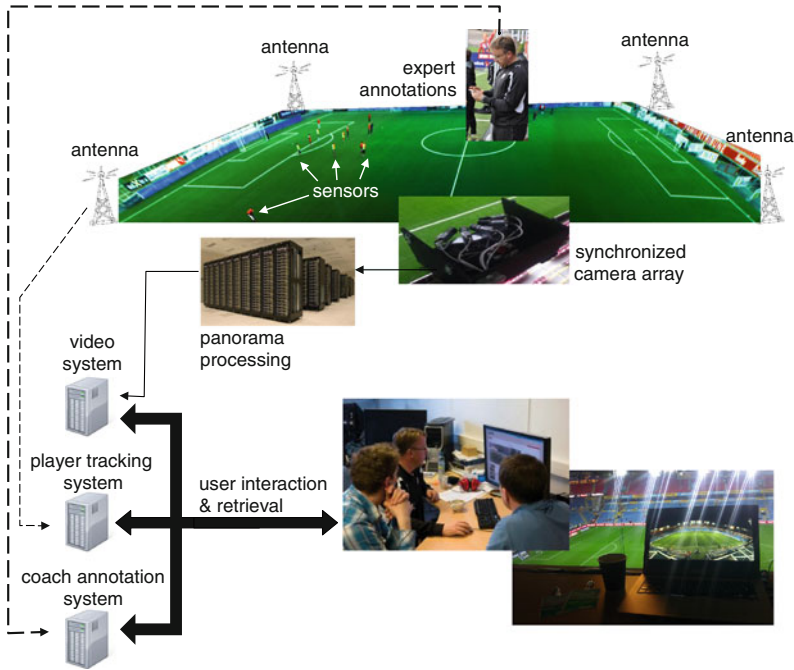 antenna
antenna
expert
annotations
antenna
antenna
sensors
synchronized
camera array
panorama
processing
video
system
player tracking
system
user interaction
& retrieval
coach annotation
system